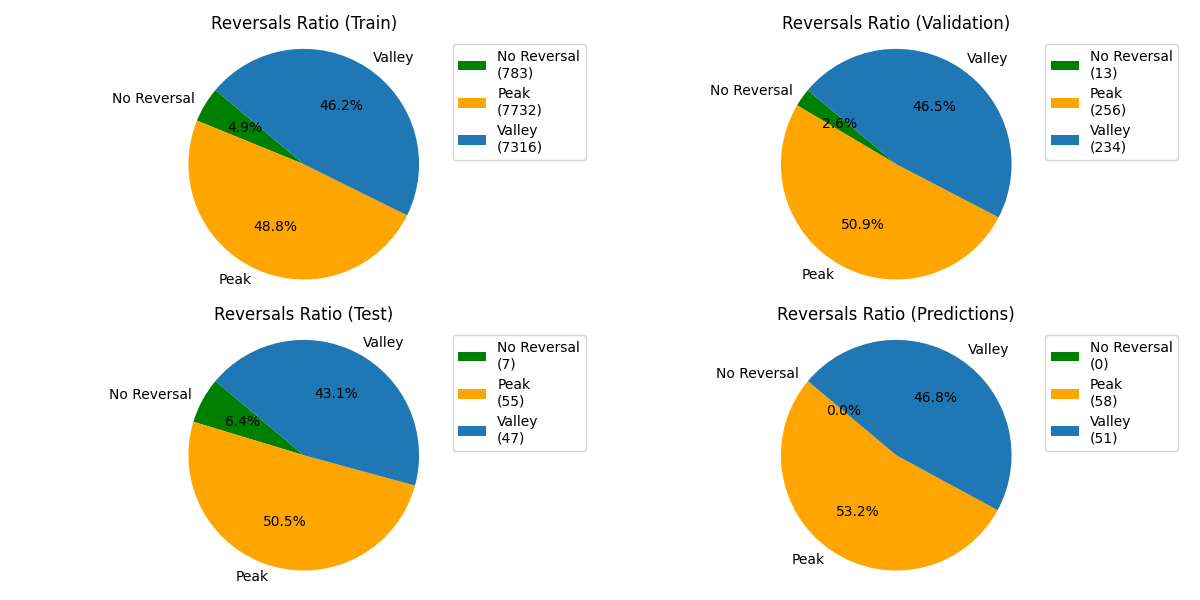 Reversals Ratio (Train)
Valley
No Reversal
46.2%
4.9%
48.8%
Peak
No Reversal
(783)
Peak
(7732)
Valley
(7316)
Reversals Ratio (Validation)
Valley
No Reversal
46.5%
2.6%
50.9%
Peak
No Reversal
(13)
Peak
(256)
Valley
(234)
Reversals Ratio (Test)
Valley
No Reversal
43.1%
6.4%
50.5%
Peak
No Reversal
(7)
Peak
(55)
Valley
(47)
Reversals Ratio (Predictions)
Valley
No Reversal
46.8%
0.0%
53.2%
Peak
No Reversal
(0)
Peak
(58)
Valley
(51)